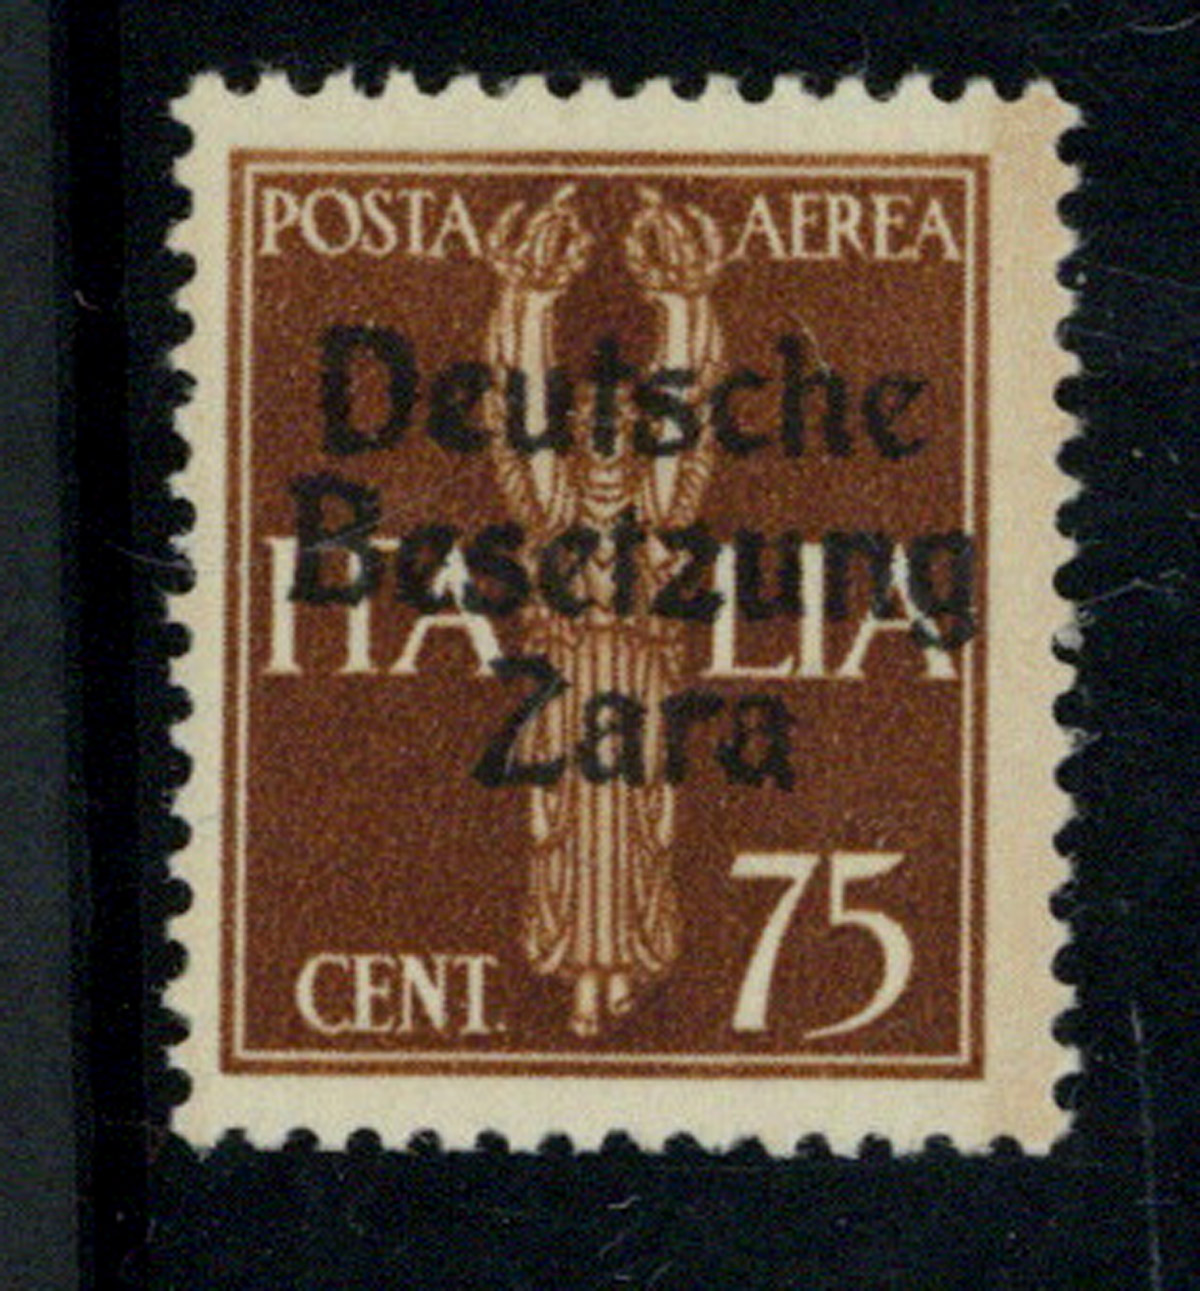 POSTA AEREA
Deutsche
Besetzung
ITALIA
Zara
CENT. 75